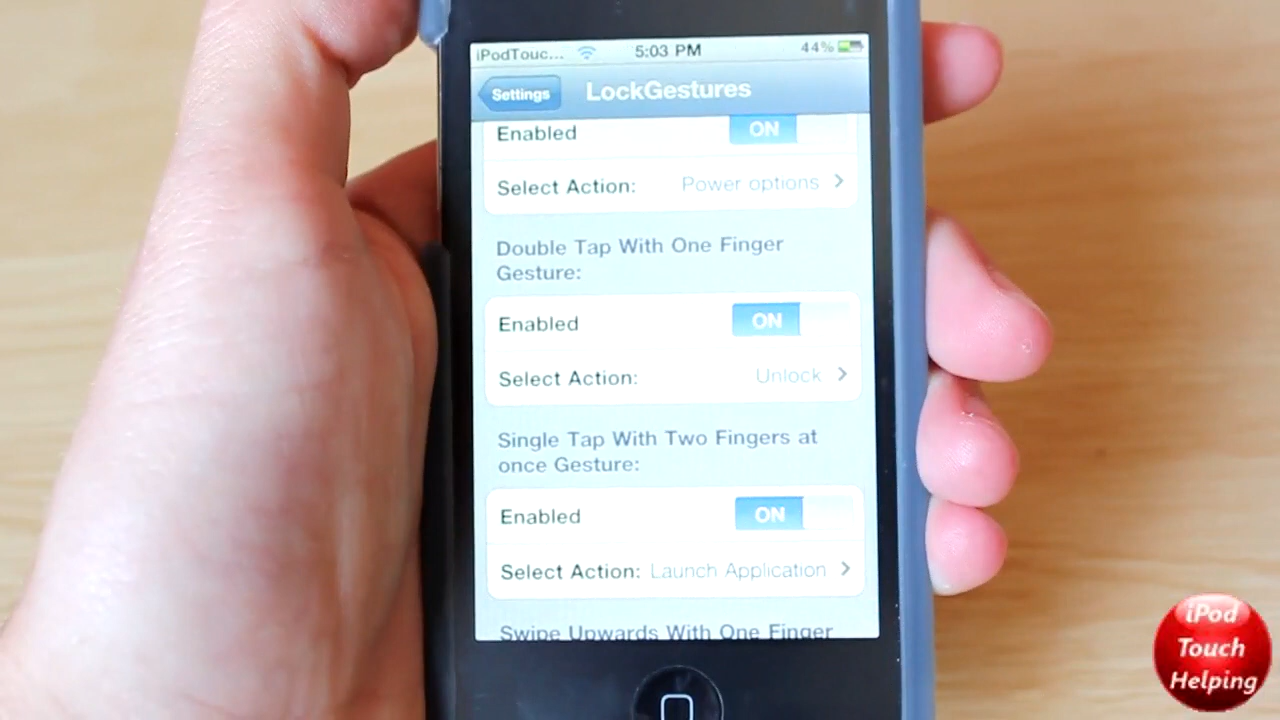 iPodTouc... 5:03 PM 44%
Settings LockGestures
Enabled ON
Select Action: Power options
Double Tap With One Finger
Gesture:
Enabled ON
Select Action: Unlock
Single Tap With Two Fingers at
once Gesture:
Enabled ON
Select Action: Launch Application
Swipe Upwards With One Finger
iPod
Touch
Helping